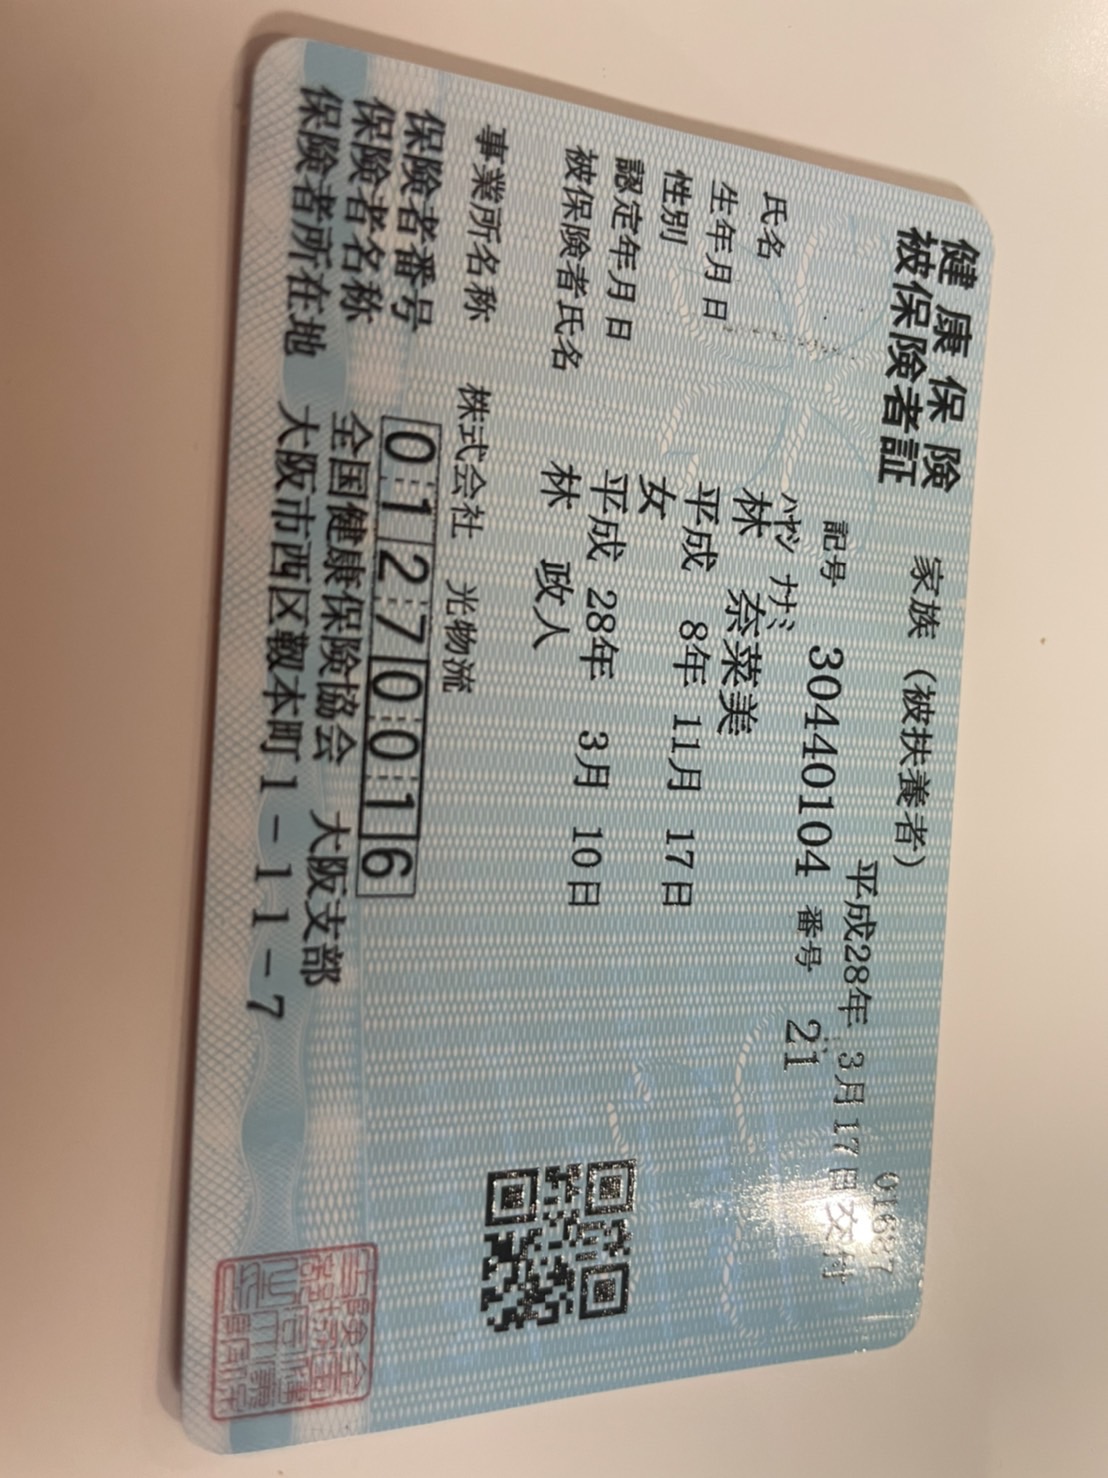 健康保険
被保険者証
家族（被扶養者）
平成28年 3月17日交付
記号 30440104 番号 21
ﾊﾔｼ ﾅﾅﾐ
氏名 林 奈菜美
生年月日 平成 8年 11月 17日
性別 女
認定年月日 平成 28年 3月 10日
被保険者氏名 林 政人
事業所名称 株式会社 光物流
保険者番号 01270016
保険者名称 全国健康保険協会 大阪支部
保険者所在地 大阪市西区靱本町1－11－7